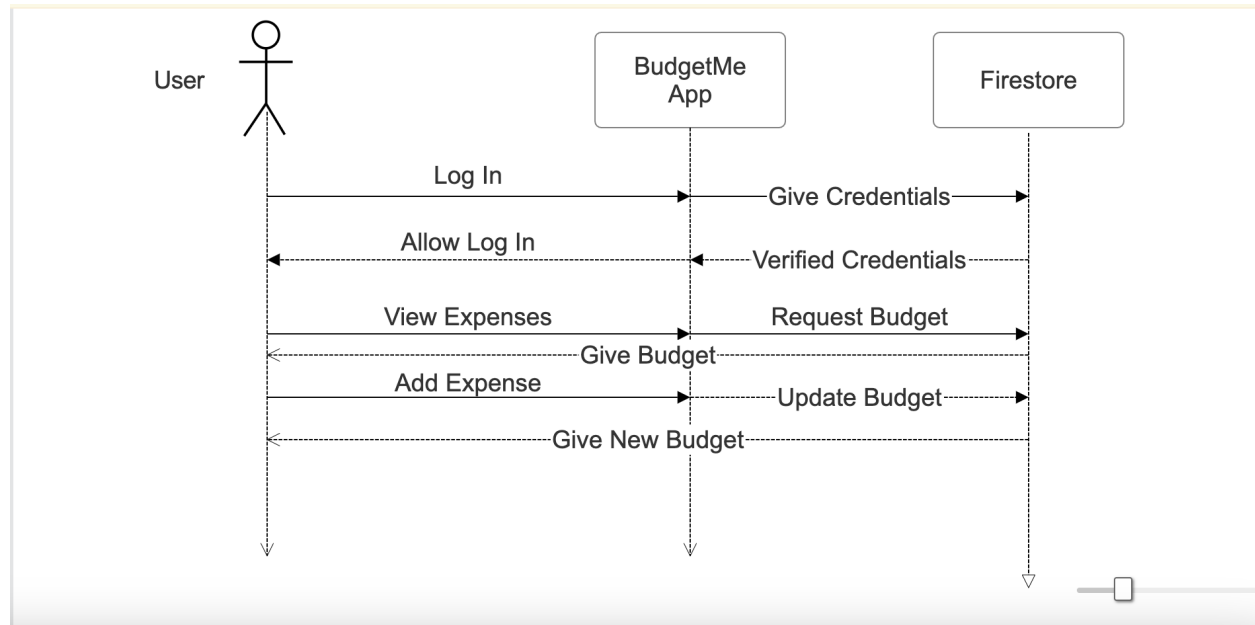 User
BudgetMe
App
Firestore
Log In
Give Credentials
Allow Log In
Verified Credentials
View Expenses
Request Budget
Give Budget
Add Expense
Update Budget
Give New Budget